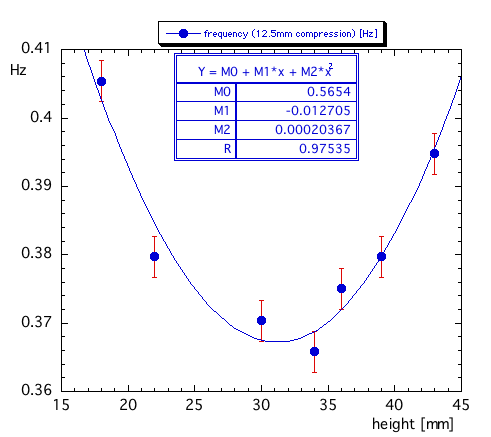 frequency (12.5mm compression) [Hz]
0.41
Hz
Y = M0 + M1*x + M2*x²
M0 0.5654
M1 -0.012705
M2 0.00020367
R 0.97535
0.4
0.39
0.38
0.37
0.36
15 20 25 30 35 40 45
height [mm]